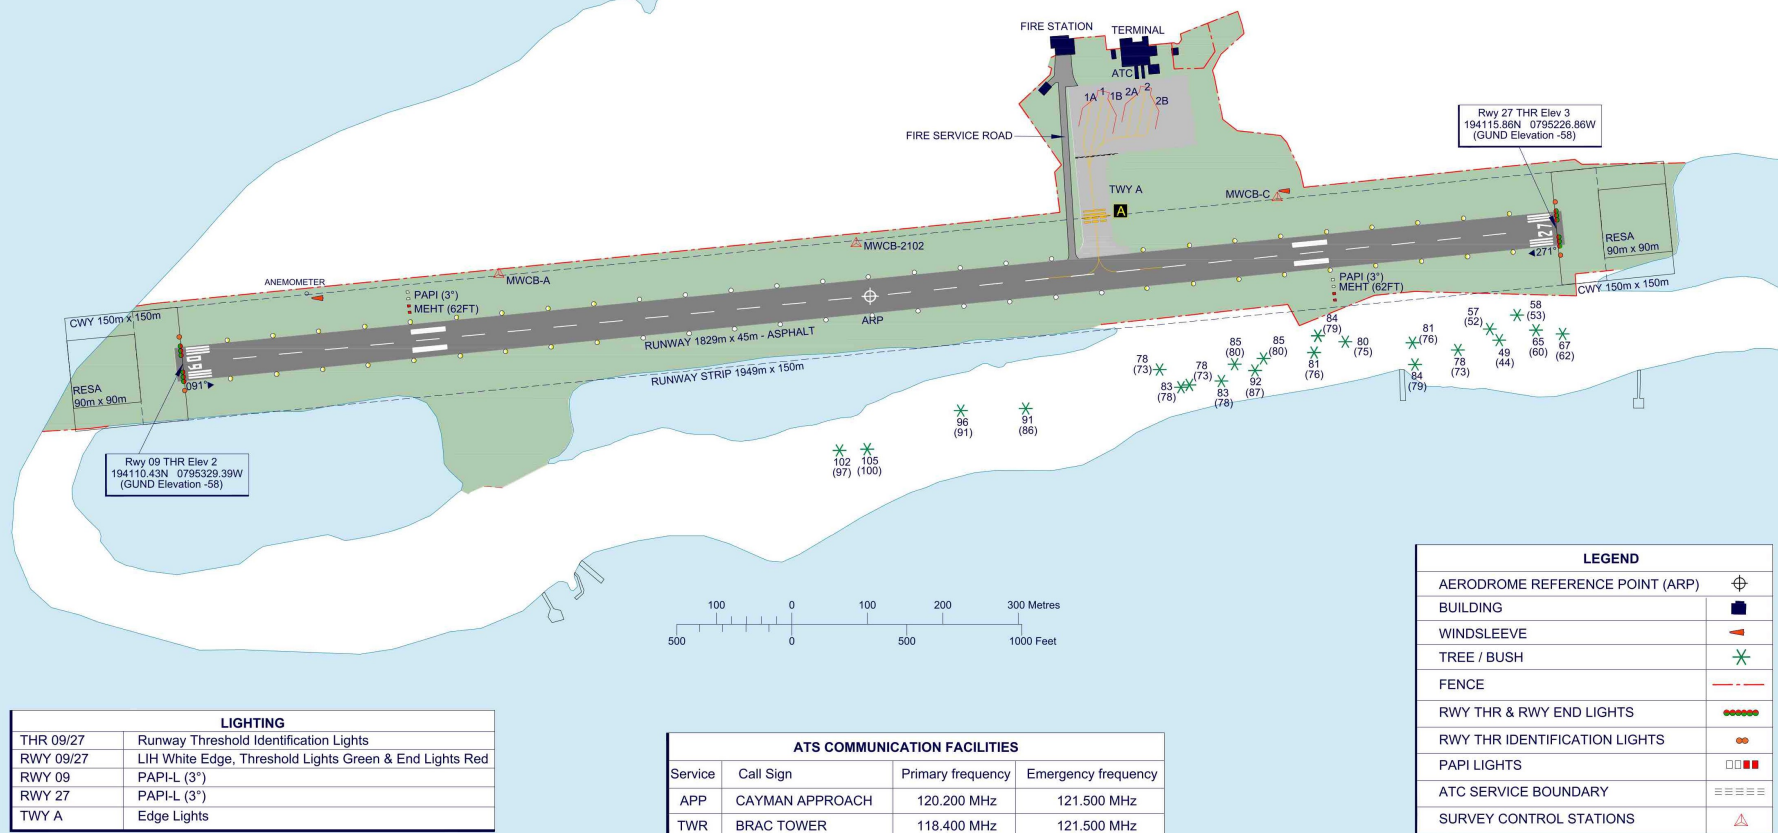 FIRE STATION
TERMINAL
ATC
1A 1 1B 2A 2 2B
FIRE SERVICE ROAD
Rwy 27 THR Elev 3
194115.86N 0795226.86W
(GUND Elevation -58)
TWY A
A
MWCB-C
MWCB-2102
MWCB-A
ANEMOMETER
27
271°
RESA
90m x 90m
CWY 150m x 150m
PAPI (3°)
MEHT (62FT)
PAPI (3°)
MEHT (62FT)
CWY 150m x 150m
ARP
RUNWAY 1829m x 45m - ASPHALT
RUNWAY STRIP 1949m x 150m
09
091°
RESA
90m x 90m
Rwy 09 THR Elev 2
194110.43N 0795329.39W
(GUND Elevation -58)
102
(97)
105
(100)
96
(91)
91
(86)
78
(73)
83
(78)
78
(73)
83
(78)
85
(80)
92
(87)
85
(80)
84
(79)
81
(76)
80
(75)
81
(76)
84
(79)
78
(73)
57
(52)
49
(44)
58
(53)
65
(60)
67
(62)
100 0 100 200 300 Metres
500 0 500 1000 Feet
LIGHTING
THR 09/27 Runway Threshold Identification Lights
RWY 09/27 LIH White Edge, Threshold Lights Green & End Lights Red
RWY 09 PAPI-L (3°)
RWY 27 PAPI-L (3°)
TWY A Edge Lights
ATS COMMUNICATION FACILITIES
Service Call Sign Primary frequency Emergency frequency
APP CAYMAN APPROACH 120.200 MHz 121.500 MHz
TWR BRAC TOWER 118.400 MHz 121.500 MHz
LEGEND
AERODROME REFERENCE POINT (ARP)
BUILDING
WINDSLEEVE
TREE / BUSH
FENCE
RWY THR & RWY END LIGHTS
RWY THR IDENTIFICATION LIGHTS
PAPI LIGHTS
ATC SERVICE BOUNDARY
SURVEY CONTROL STATIONS